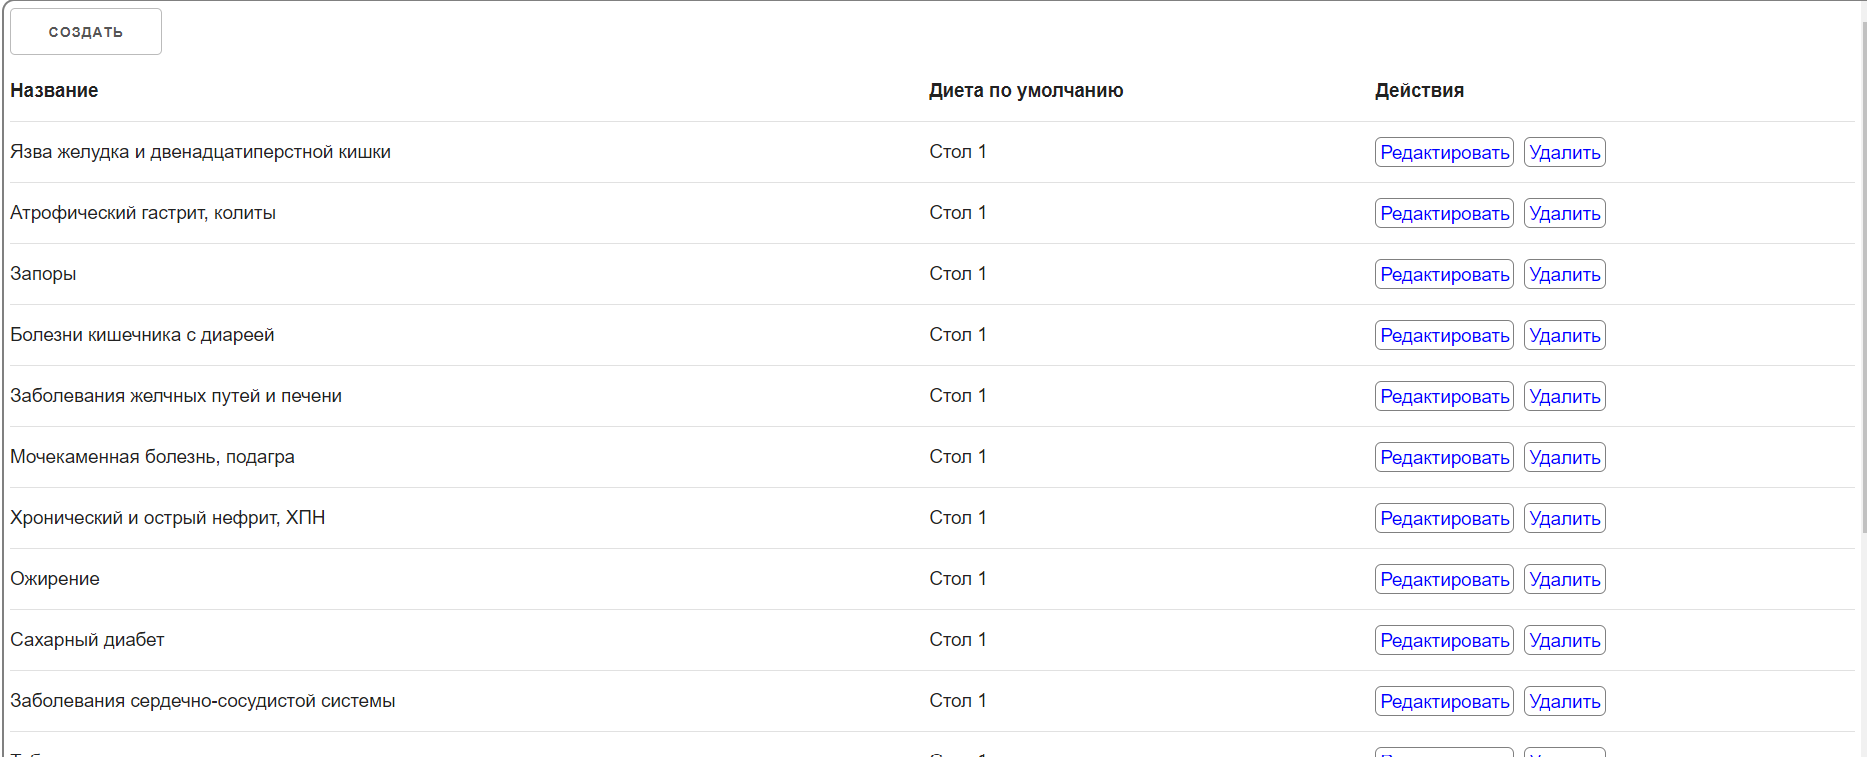 СОЗДАТЬ
Название Диета по умолчанию Действия
Язва желудка и двенадцатиперстной кишки Стол 1 Редактировать Удалить
Атрофический гастрит, колиты Стол 1 Редактировать Удалить
Запоры Стол 1 Редактировать Удалить
Болезни кишечника с диареей Стол 1 Редактировать Удалить
Заболевания желчных путей и печени Стол 1 Редактировать Удалить
Мочекаменная болезнь, подагра Стол 1 Редактировать Удалить
Хронический и острый нефрит, ХПН Стол 1 Редактировать Удалить
Ожирение Стол 1 Редактировать Удалить
Сахарный диабет Стол 1 Редактировать Удалить
Заболевания сердечно-сосудистой системы Стол 1 Редактировать Удалить